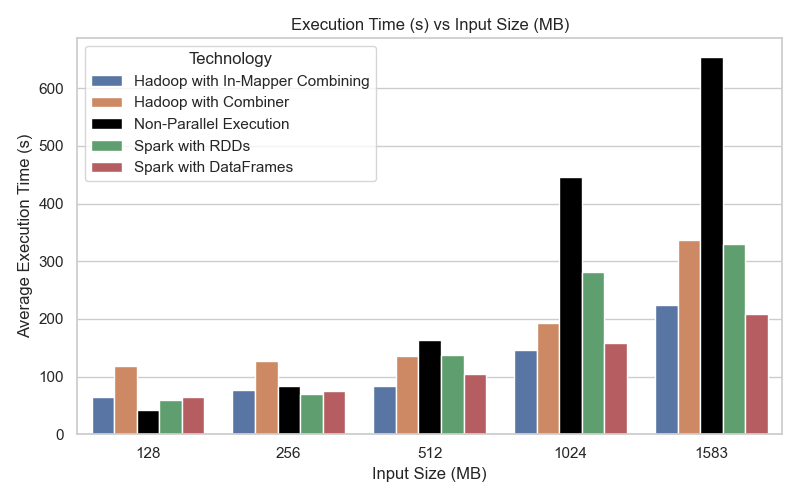 Execution Time (s) vs Input Size (MB)
Technology
Hadoop with In-Mapper Combining
Hadoop with Combiner
Non-Parallel Execution
Spark with RDDs
Spark with DataFrames
Average Execution Time (s)
600
500
400
300
200
100
0
128 256 512 1024 1583
Input Size (MB)